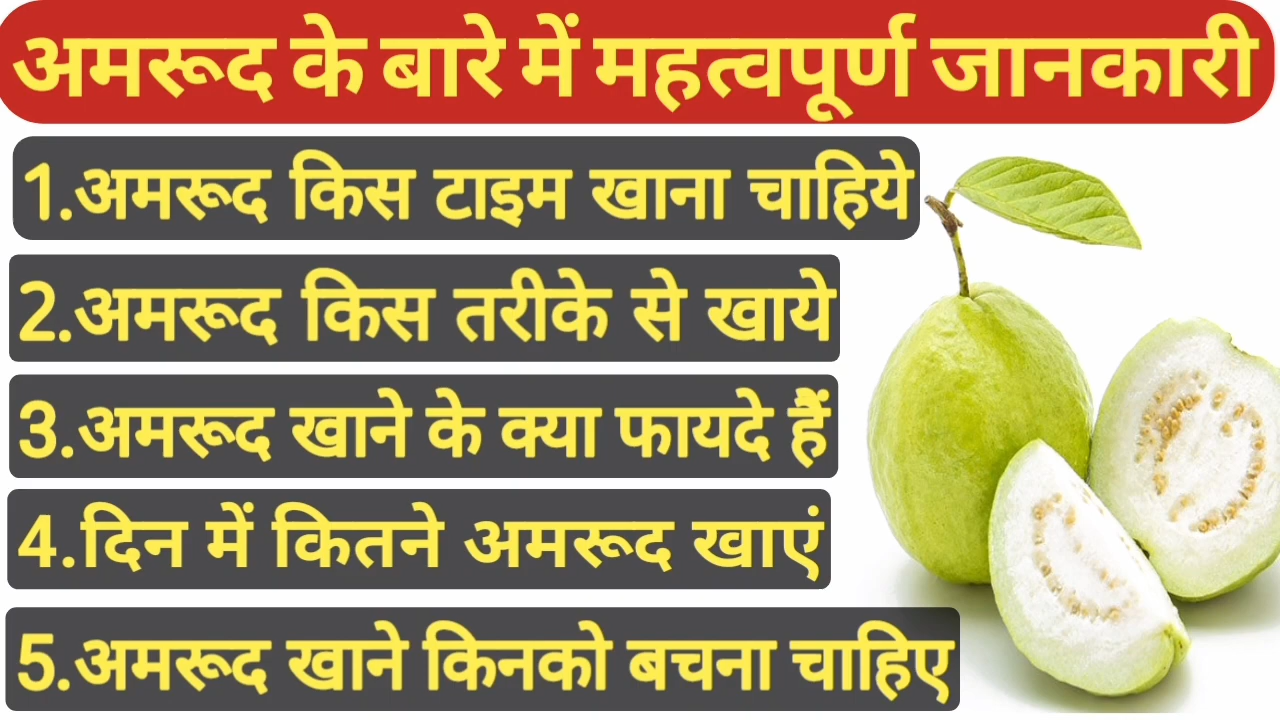 अमरूद के बारे में महत्वपूर्ण जानकारी
1.अमरूद किस टाइम खाना चाहिये
2.अमरूद किस तरीके से खाये
3.अमरूद खाने के क्या फायदे हैं
4.दिन में कितने अमरूद खाएं
5.अमरूद खाने किनको बचना चाहिए